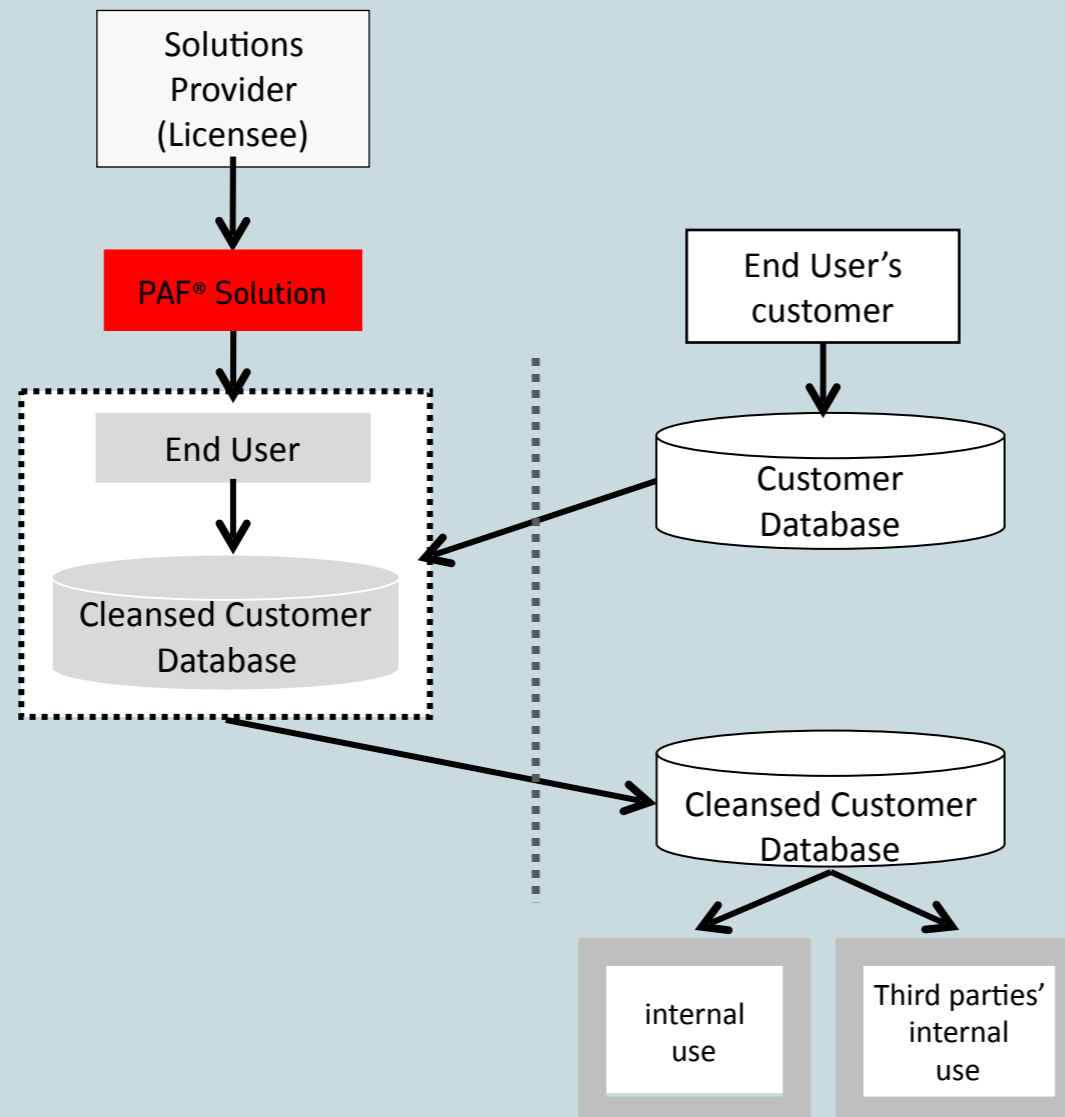 Solutions
Provider
(Licensee)
PAF® Solution
End User
Cleansed Customer
Database
End User’s
customer
Customer
Database
Cleansed Customer
Database
internal
use
Third parties’
internal
use